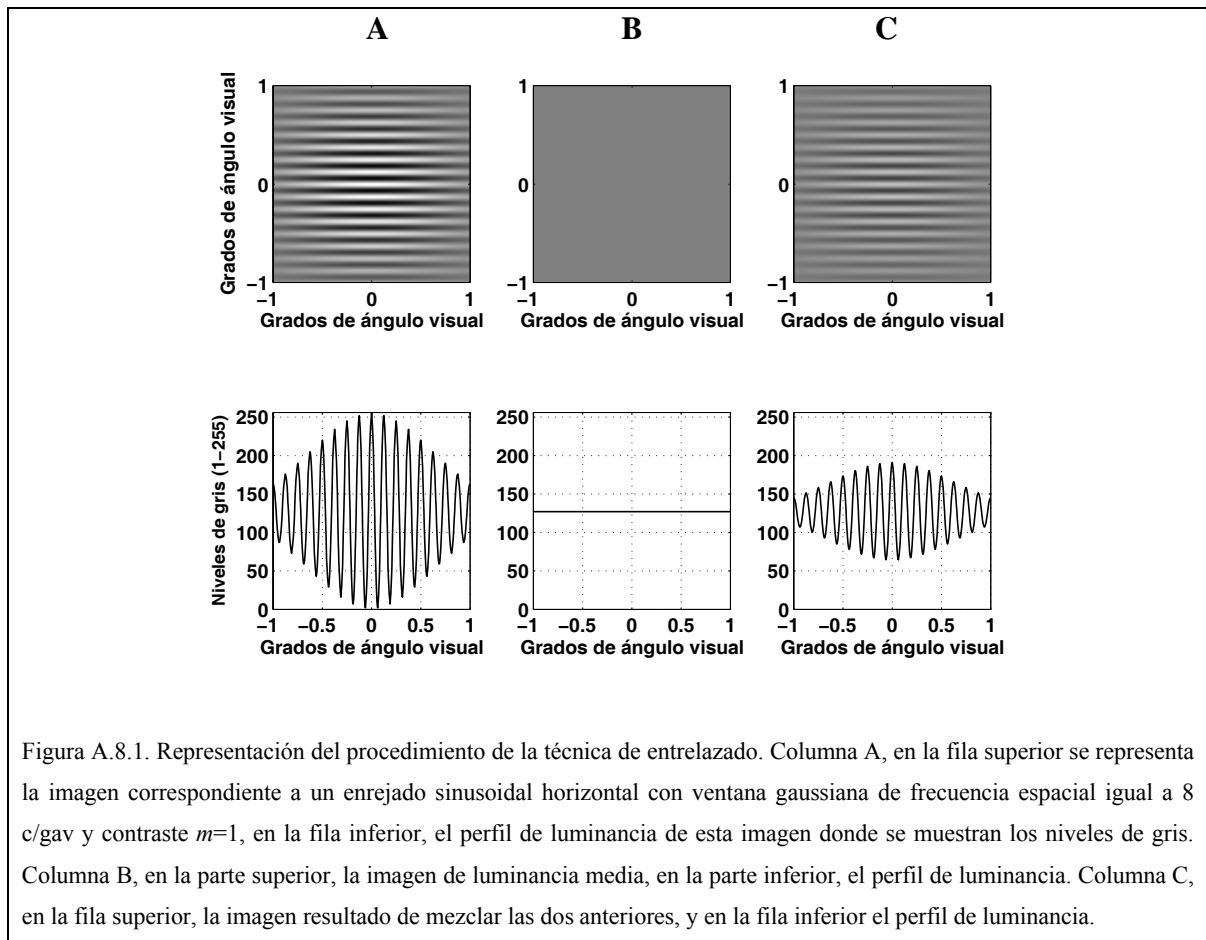 A B C
1
0
−1
Grados de ángulo visual
−1 0 1
Grados de ángulo visual
1
0
−1
−1 0 1
Grados de ángulo visual
1
0
−1
−1 0 1
Grados de ángulo visual
250
200
150
100
50
0
Niveles de gris (1−255)
−1 −0.5 0 0.5 1
Grados de ángulo visual
250
200
150
100
50
0
−1 −0.5 0 0.5 1
Grados de ángulo visual
250
200
150
100
50
0
−1 −0.5 0 0.5 1
Grados de ángulo visual
Figura A.8.1. Representación del procedimiento de la técnica de entrelazado. Columna A, en la fila superior se representa
la imagen correspondiente a un enrejado sinusoidal horizontal con ventana gaussiana de frecuencia espacial igual a 8
c/gav y contraste m=1, en la fila inferior, el perfil de luminancia de esta imagen donde se muestran los niveles de gris.
Columna B, en la parte superior, la imagen de luminancia media, en la parte inferior, el perfil de luminancia. Columna C,
en la fila superior, la imagen resultado de mezclar las dos anteriores, y en la fila inferior el perfil de luminancia.